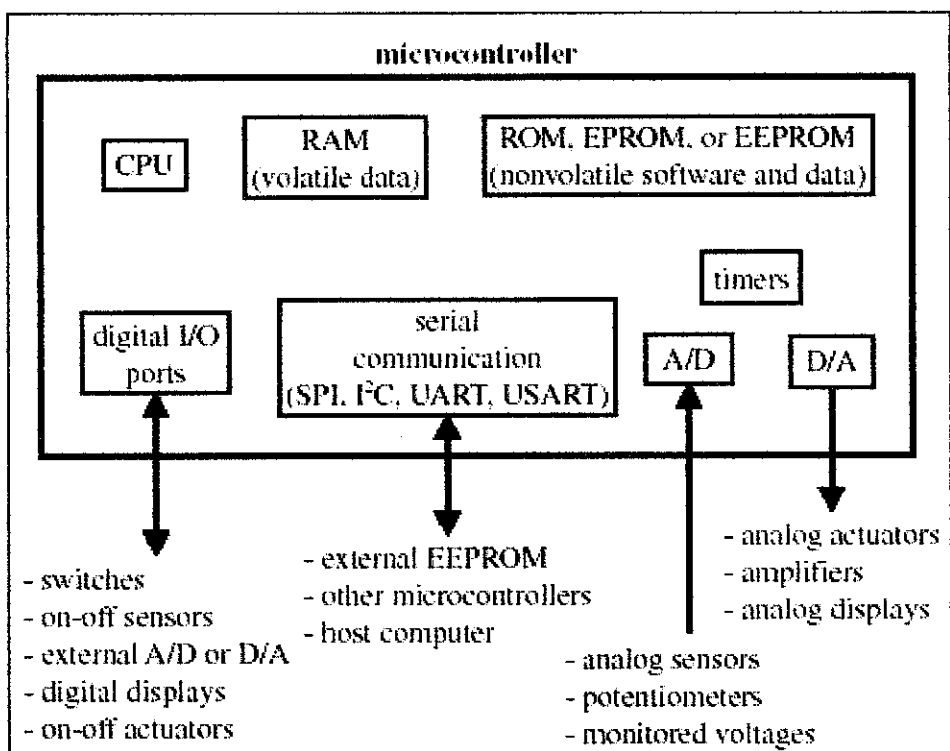 microcontroller
CPU
RAM
(volatile data)
ROM, EPROM, or EEPROM
(nonvolatile software and data)
timers
digital I/O
ports
serial
communication
(SPI, I²C, UART, USART)
A/D
D/A
- switches
- on-off sensors
- external A/D or D/A
- digital displays
- on-off actuators
- external EEPROM
- other microcontrollers
- host computer
- analog sensors
- potentiometers
- monitored voltages
- analog actuators
- amplifiers
- analog displays